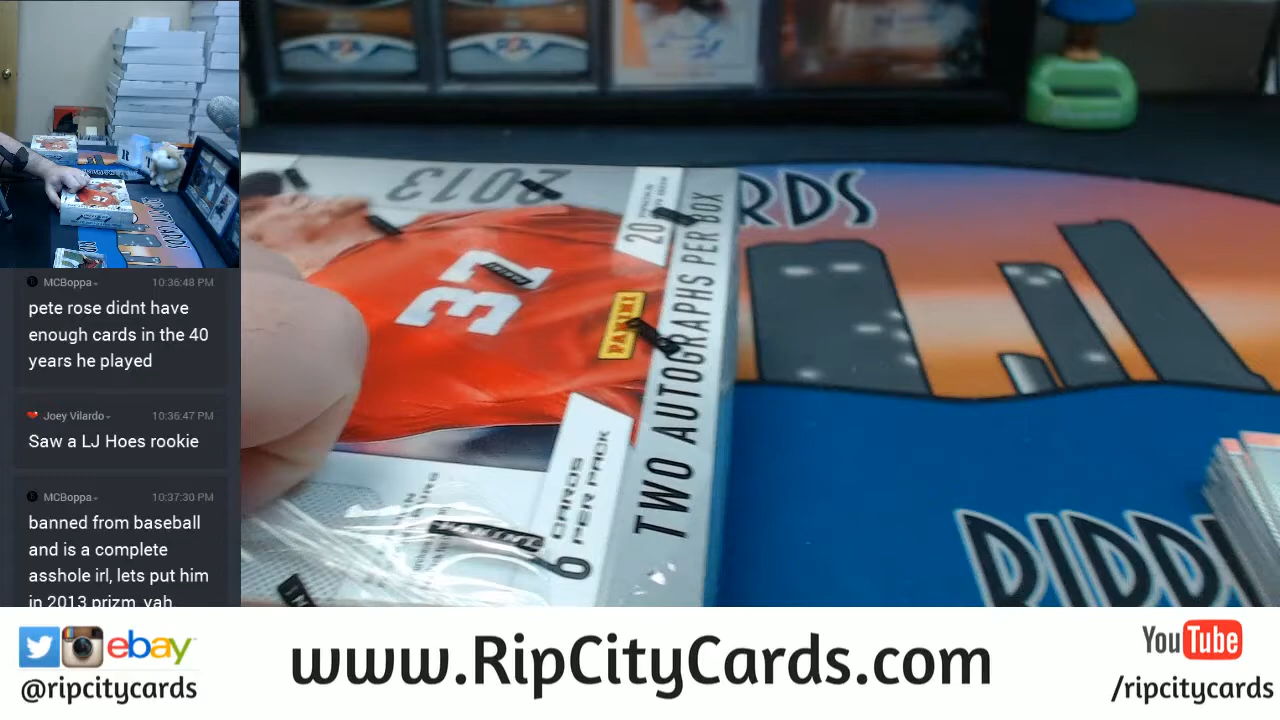 MCBoppa 10:36:48 PM
pete rose didnt have
enough cards in the 40
years he played
Joey Vilardo 10:36:47 PM
Saw a LJ Hoes rookie
MCBoppa 10:37:30 PM
banned from baseball
and is a complete
asshole irl, lets put him
in 2013 prizm, yah
2013
37
PANINI
20
TWO AUTOGRAPHS PER BOX
6 CARDS
PER PACK
PANINI
RDS
RIDD
ebay
@ripcitycards
www.RipCityCards.com
YouTube
/ripcitycards